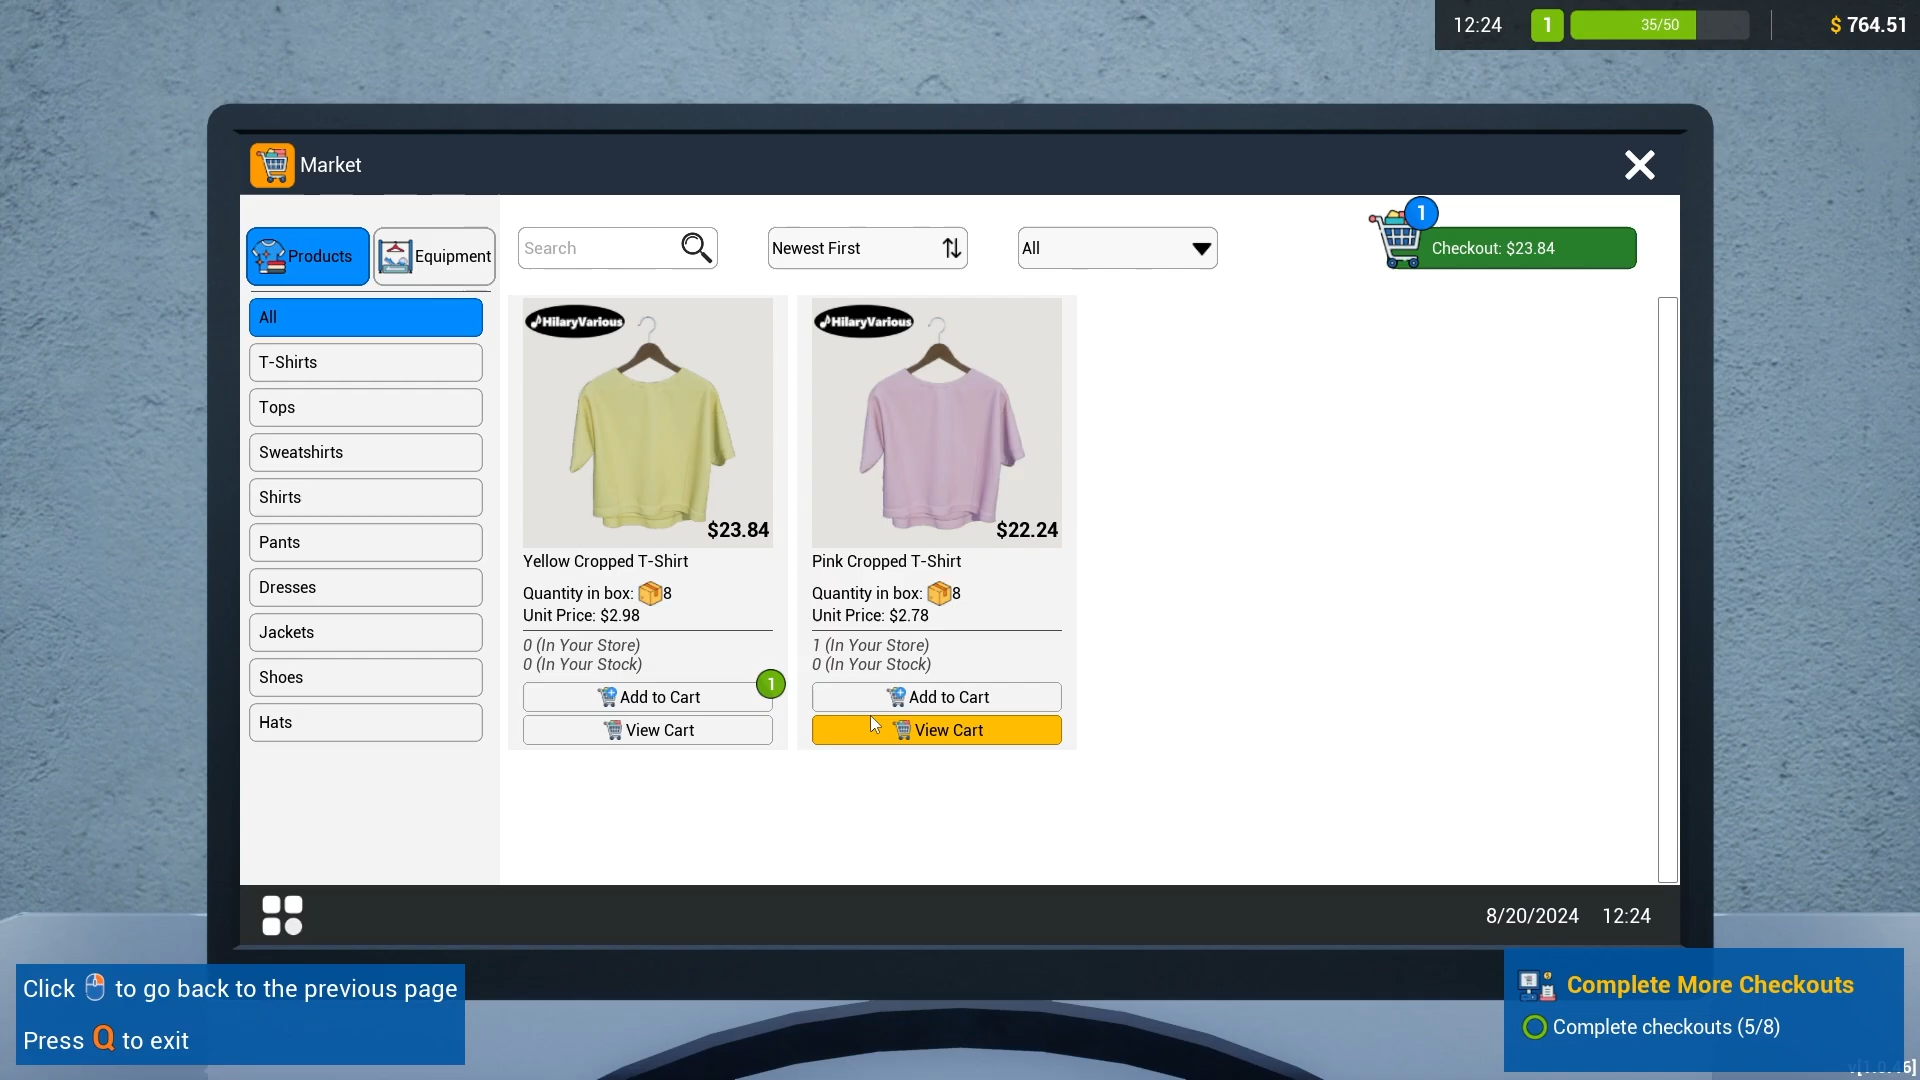 12:24
1
35/50
$ 764.51
Market
Products
Equipment
Search
Newest First
All
1
Checkout: $23.84
All
T-Shirts
Tops
Sweatshirts
Shirts
Pants
Dresses
Jackets
Shoes
Hats
HilaryVarious
$23.84
Yellow Cropped T-Shirt
Quantity in box: 8
Unit Price: $2.98
0 (In Your Store)
0 (In Your Stock)
Add to Cart
1
View Cart
HilaryVarious
$22.24
Pink Cropped T-Shirt
Quantity in box: 8
Unit Price: $2.78
1 (In Your Store)
0 (In Your Stock)
Add to Cart
View Cart
8/20/2024 12:24
Click to go back to the previous page
Press Q to exit
Complete More Checkouts
Complete checkouts (5/8)